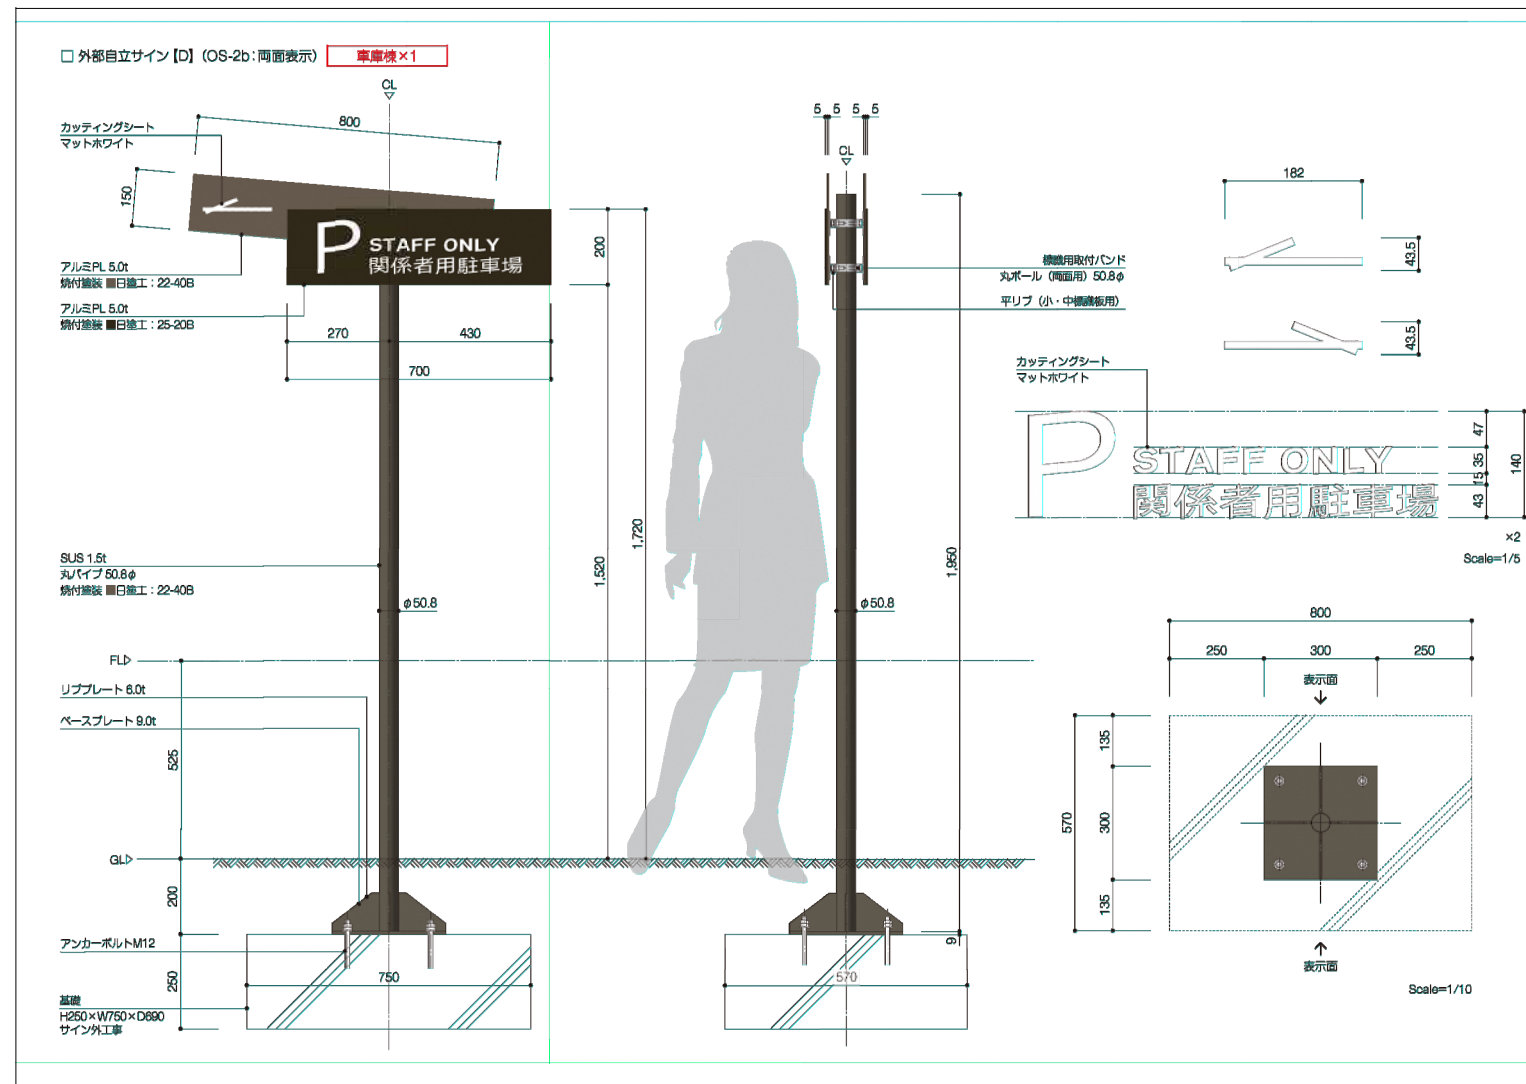 □ 外部自立サイン【D】(OS-2b:両面表示) 車庫棟×1
CL
カッティングシート
マットホワイト
800
150
P STAFF ONLY
関係者用駐車場
アルミPL 5.0t
焼付塗装 ■日塗工:22-40B
アルミPL 5.0t
焼付塗装 ■日塗工:25-20B
270
430
700
200
1,720
1,520
SUS 1.5t
丸パイプ 50.8φ
焼付塗装 ■日塗工:22-40B
φ50.8
FL
リブプレート 6.0t
ベースプレート 9.0t
525
GL
200
アンカーボルトM12
250
750
基礎
H250×W750×D690
サイン外工事
5 5 5 5
CL
標識用取付バンド
丸ポール(両面用)50.8φ
平リブ(小・中標識板用)
1,950
φ50.8
9
570
182
43.5
43.5
カッティングシート
マットホワイト
P STAFF ONLY
関係者用駐車場
47
35
15
43
140
×2
Scale=1/5
800
250
300
250
表示面
135
300
135
570
表示面
Scale=1/10